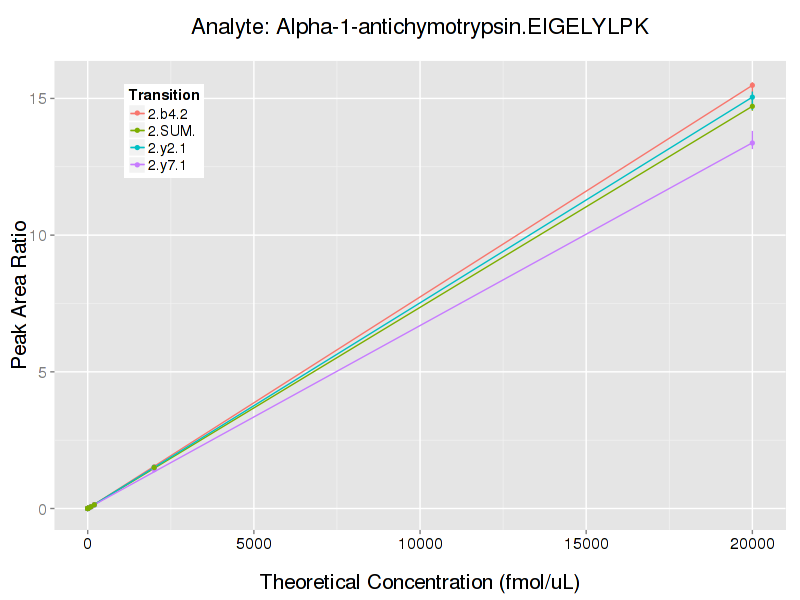 Analyte: Alpha-1-antichymotrypsin.EIGELYLPK
Transition
2.b4.2
2.SUM.
2.y2.1
2.y7.1
Peak Area Ratio
15
10
5
0
0 5000 10000 15000 20000
Theoretical Concentration (fmol/uL)